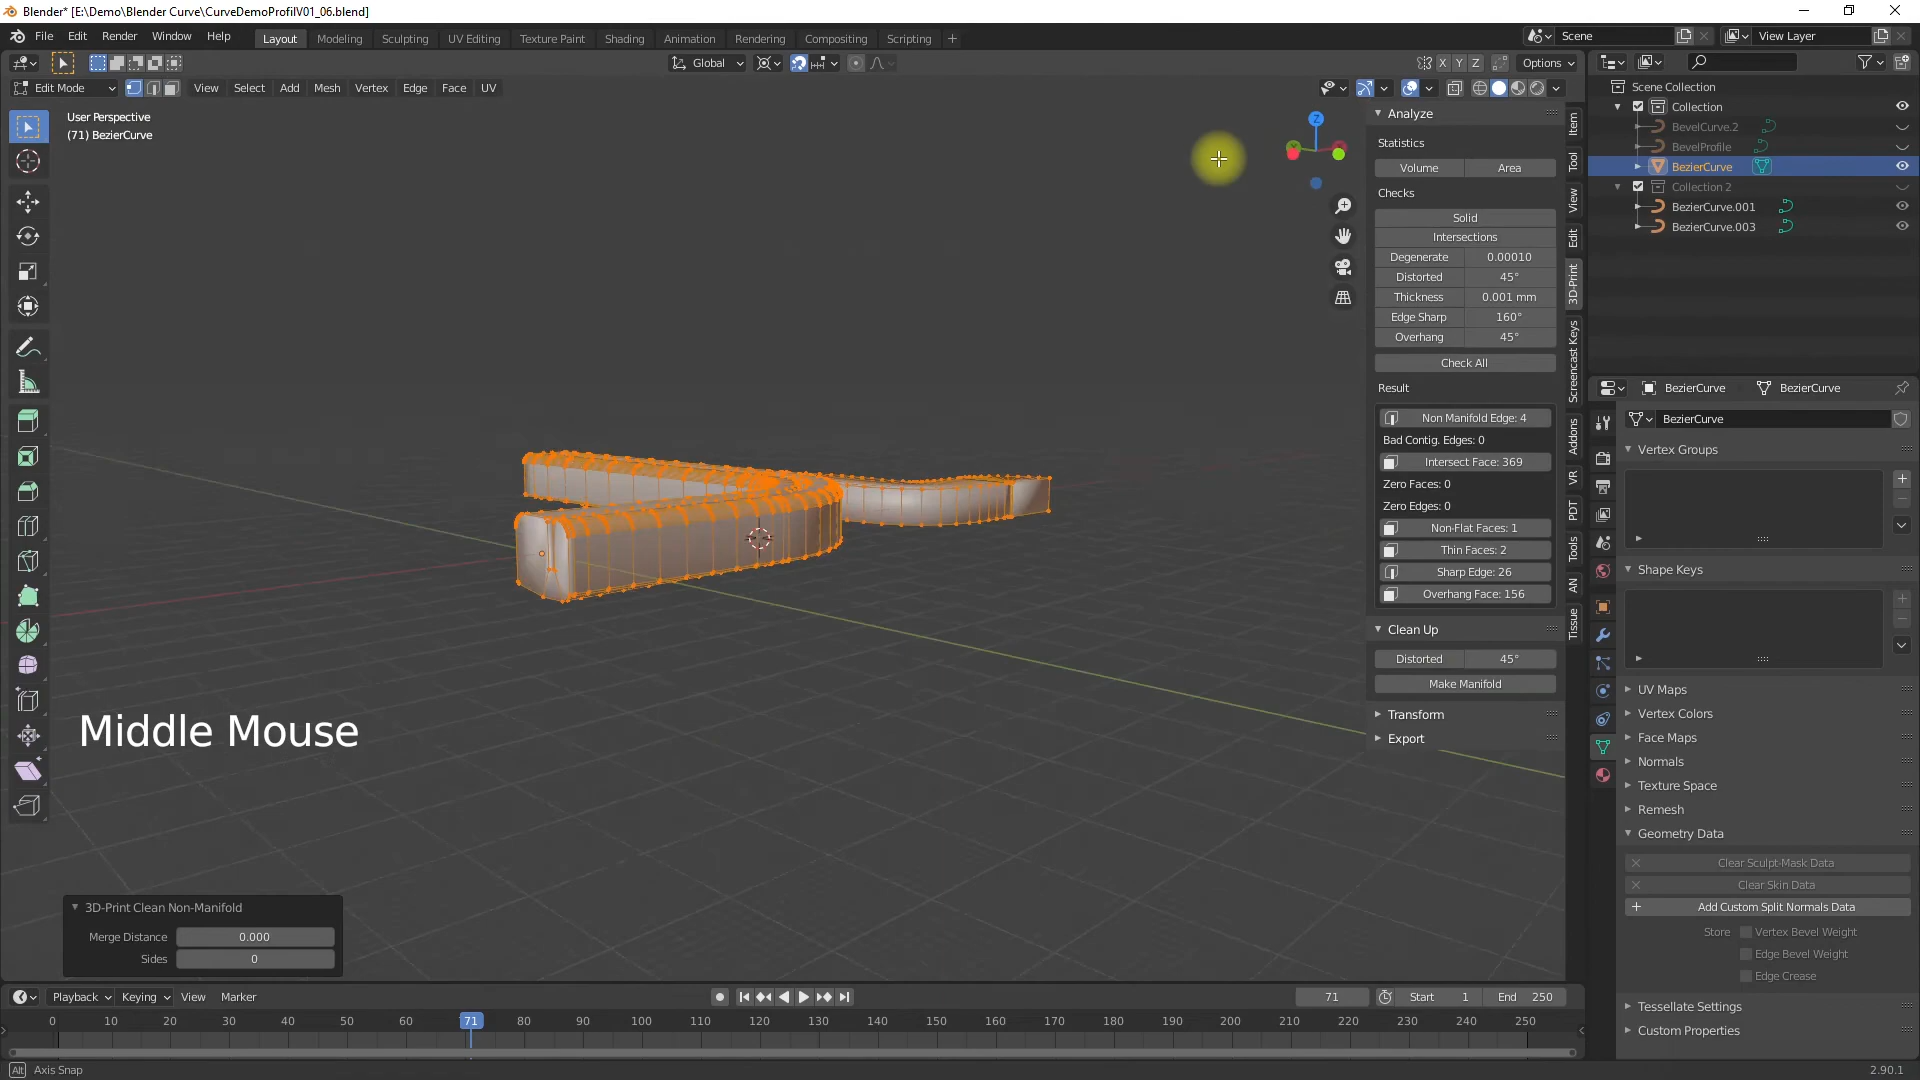 Blender* [E:\Demo\Blender Curve\CurveDemoProfilV01_06.blend]
File Edit Render Window Help
Layout Modeling Sculpting UV Editing Texture Paint Shading Animation Rendering Compositing Scripting +
Scene
View Layer
Global
X Y Z
Options
Edit Mode
View Select Add Mesh Vertex Edge Face UV
User Perspective
(71) BezierCurve
Z
Analyze
Statistics
Volume Area
Checks
Solid
Intersections
Degenerate 0.00010
Distorted 45°
Thickness 0.001 mm
Edge Sharp 160°
Overhang 45°
Check All
Result
Non Manifold Edge: 4
Bad Contig. Edges: 0
Intersect Face: 369
Zero Faces: 0
Zero Edges: 0
Non-Flat Faces: 1
Thin Faces: 2
Sharp Edge: 26
Overhang Face: 156
Clean Up
Distorted 45°
Make Manifold
Transform
Export
Item
Tool
View
Edit
3D-Print
Screencast Keys
Addons
VR
PDT
Tools
AN
Tissue
Scene Collection
Collection
BevelCurve.2
BevelProfile
BezierCurve
Collection 2
BezierCurve.001
BezierCurve.003
BezierCurve BezierCurve
BezierCurve
Vertex Groups
Shape Keys
UV Maps
Vertex Colors
Face Maps
Normals
Texture Space
Remesh
Geometry Data
Clear Sculpt-Mask Data
Clear Skin Data
Add Custom Split Normals Data
Store Vertex Bevel Weight
Edge Bevel Weight
Edge Crease
Tessellate Settings
Custom Properties
Middle Mouse
3D-Print Clean Non-Manifold
Merge Distance 0.000
Sides 0
Playback Keying View Marker
71 Start 1 End 250
0 10 20 30 40 50 60 71 80 90 100 110 120 130 140 150 160 170 180 190 200 210 220 230 240 250
Alt Axis Snap
2.90.1